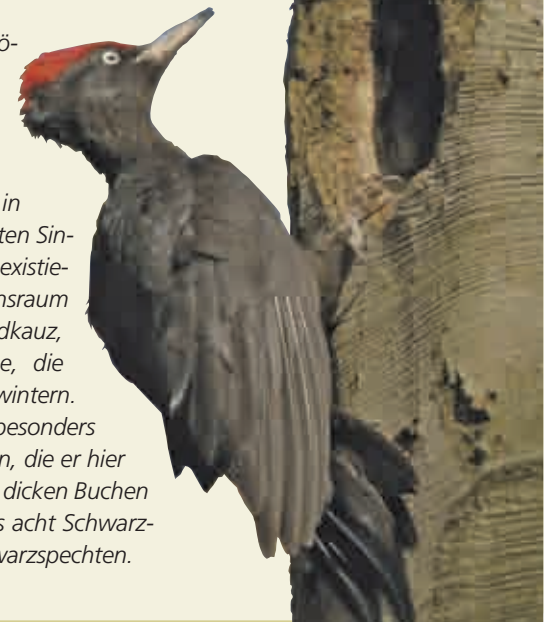 ö-
in
ten Sin-
existie-
nsraum
dkauz,
e, die
wintern.
besonders
n, die er hier
dicken Buchen
s acht Schwarz-
warzspechten.